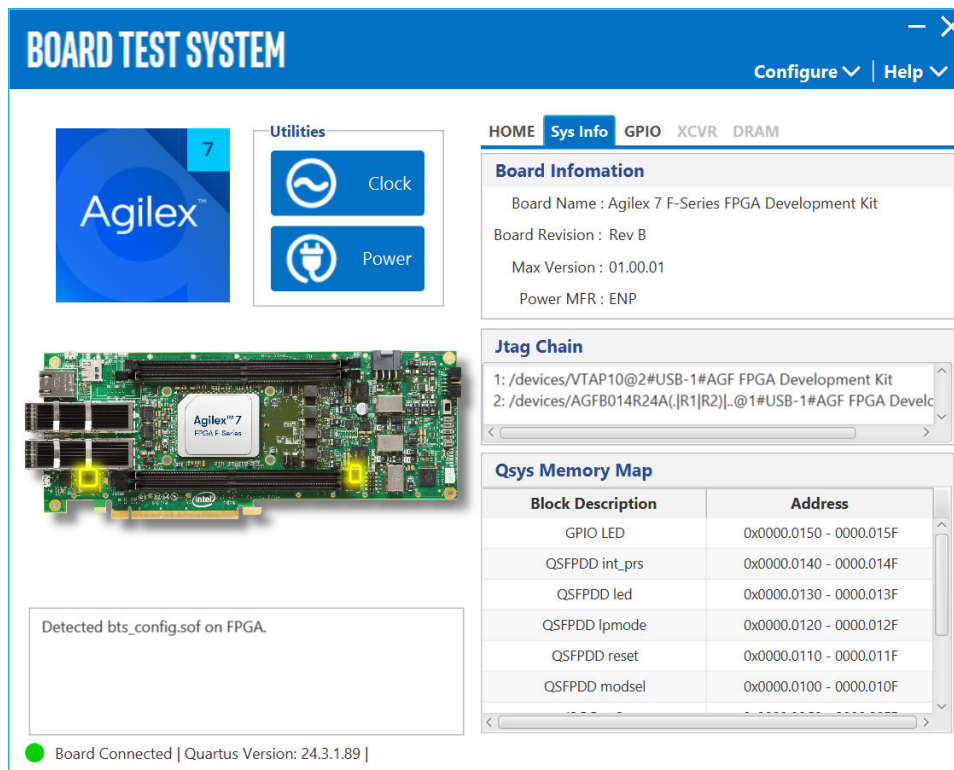 BOARD TEST SYSTEM
Configure | Help
7
Agilex™
Utilities
Clock
Power
HOME Sys Info GPIO XCVR DRAM
Board Infomation
Board Name : Agilex 7 F-Series FPGA Development Kit
Board Revision : Rev B
Max Version : 01.00.01
Power MFR : ENP
Jtag Chain
1: /devices/VTAP10@2#USB-1#AGF FPGA Development Kit
2: /devices/AGFB014R24A(.|R1|R2)|..@1#USB-1#AGF FPGA Develc
Agilex™ 7
FPGA F-Series
intel
Qsys Memory Map
Block Description Address
GPIO LED 0x0000.0150 - 0000.015F
QSFPDD int_prs 0x0000.0140 - 0000.014F
QSFPDD led 0x0000.0130 - 0000.013F
QSFPDD lpmode 0x0000.0120 - 0000.012F
QSFPDD reset 0x0000.0110 - 0000.011F
QSFPDD modsel 0x0000.0100 - 0000.010F
Detected bts_config.sof on FPGA.
Board Connected | Quartus Version: 24.3.1.89 |